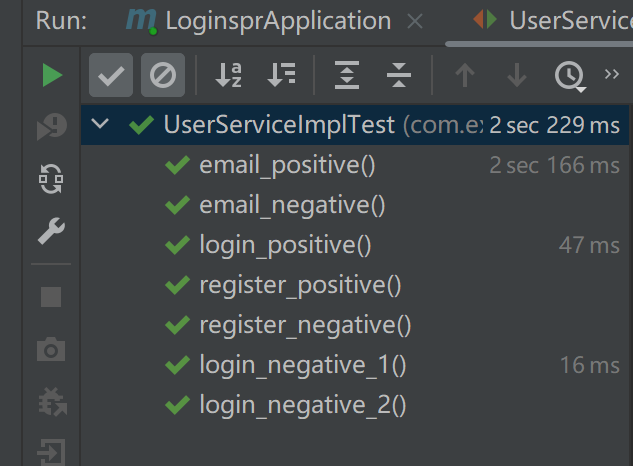 Run: LoginsprApplication UserService
UserServiceImplTest (com.ex 2 sec 229 ms
email_positive() 2 sec 166 ms
email_negative()
login_positive() 47 ms
register_positive()
register_negative()
login_negative_1() 16 ms
login_negative_2()